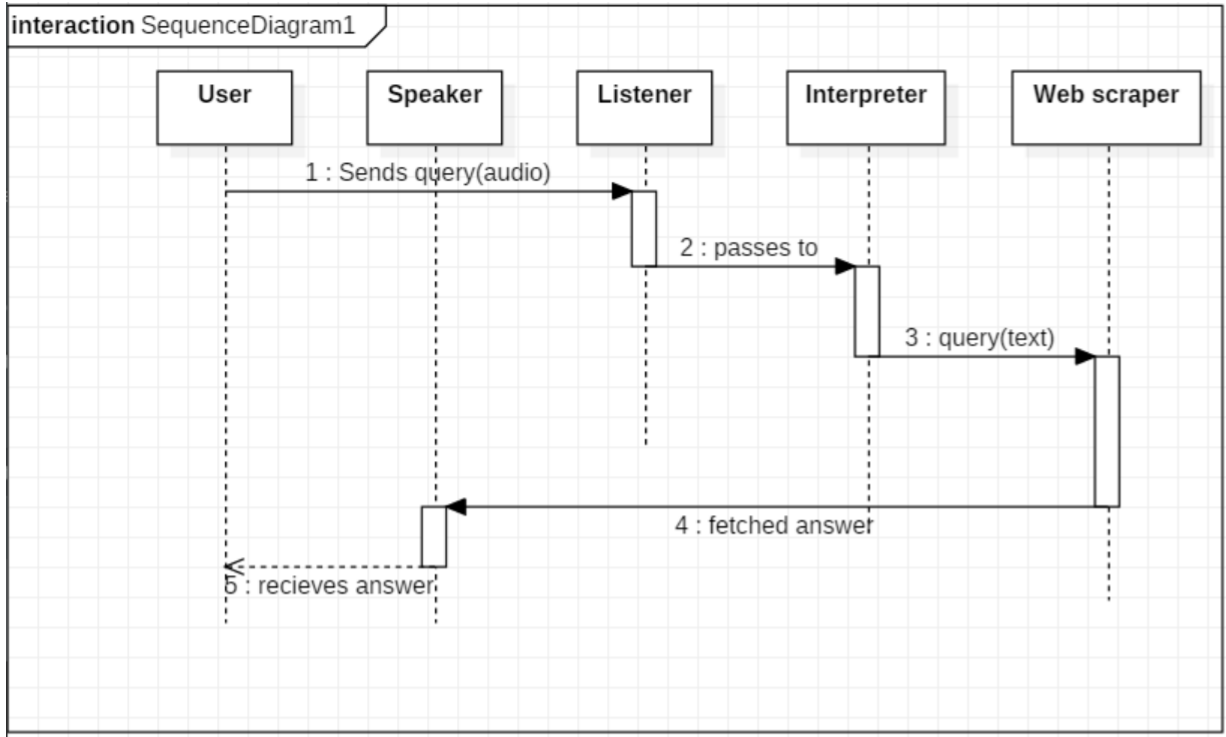 interaction SequenceDiagram1
User
Speaker
Listener
Interpreter
Web scraper
1 : Sends query(audio)
2 : passes to
3 : query(text)
4 : fetched answer
5 : recieves answer